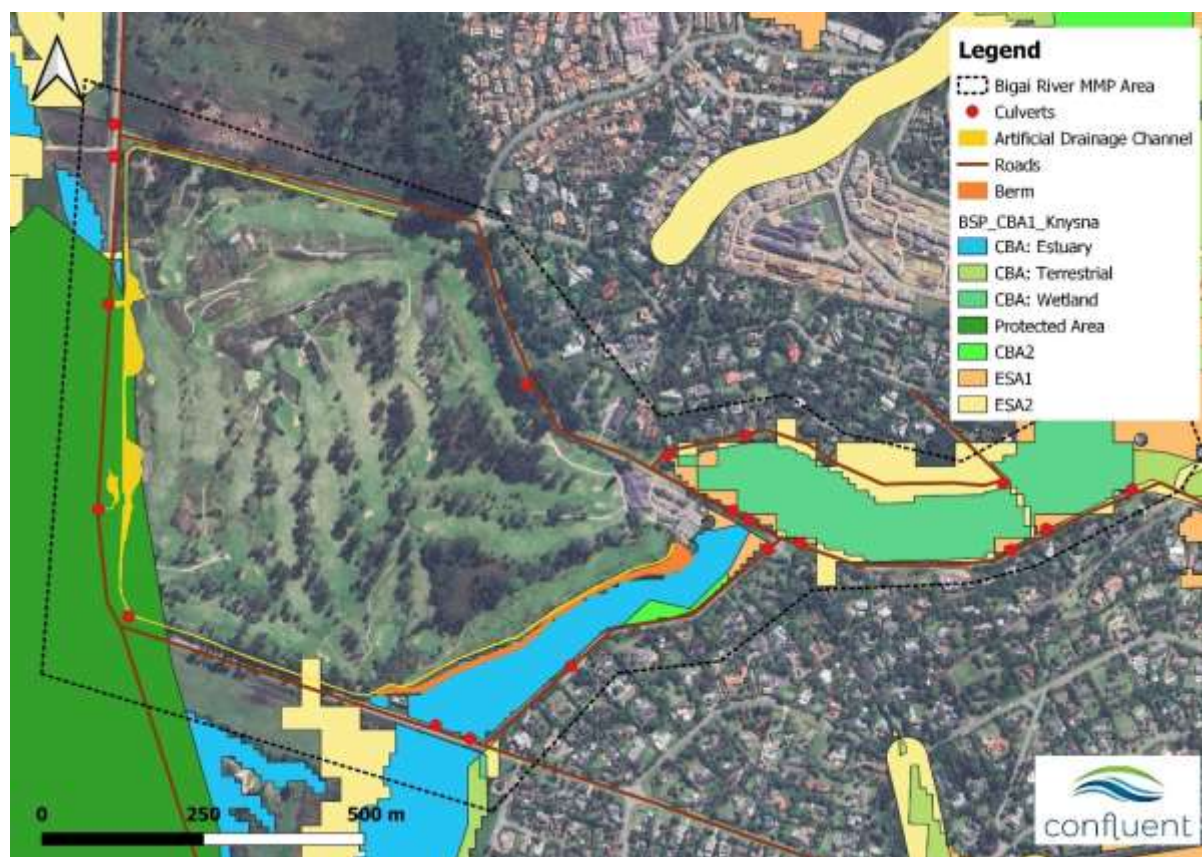 Legend
Bigai River MMP Area
Culverts
Artificial Drainage Channel
Roads
Berm
BSP_CBA1_Knysna
CBA: Estuary
CBA: Terrestrial
CBA: Wetland
Protected Area
CBA2
ESA1
ESA2
0 250 500 m
confluent